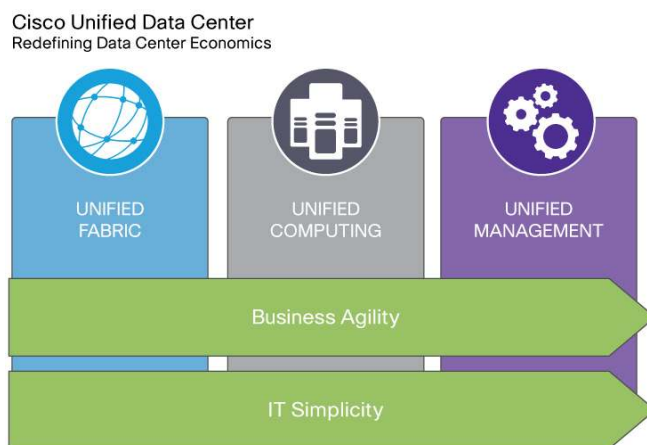 Cisco Unified Data Center
Redefining Data Center Economics
UNIFIED
FABRIC
UNIFIED
COMPUTING
UNIFIED
MANAGEMENT
Business Agility
IT Simplicity